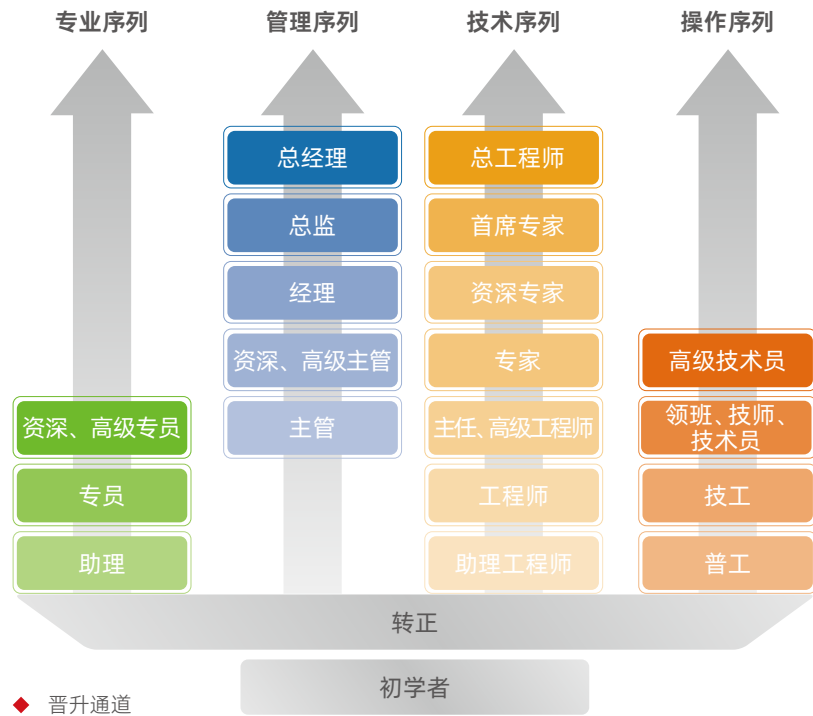 专业序列
管理序列
技术序列
操作序列
总经理
总工程师
总监
首席专家
经理
资深专家
资深、高级主管
专家
高级技术员
资深、高级专员
主管
主任、高级工程师
领班、技师、
技术员
专员
工程师
技工
助理
助理工程师
普工
转正
初学者
晋升通道